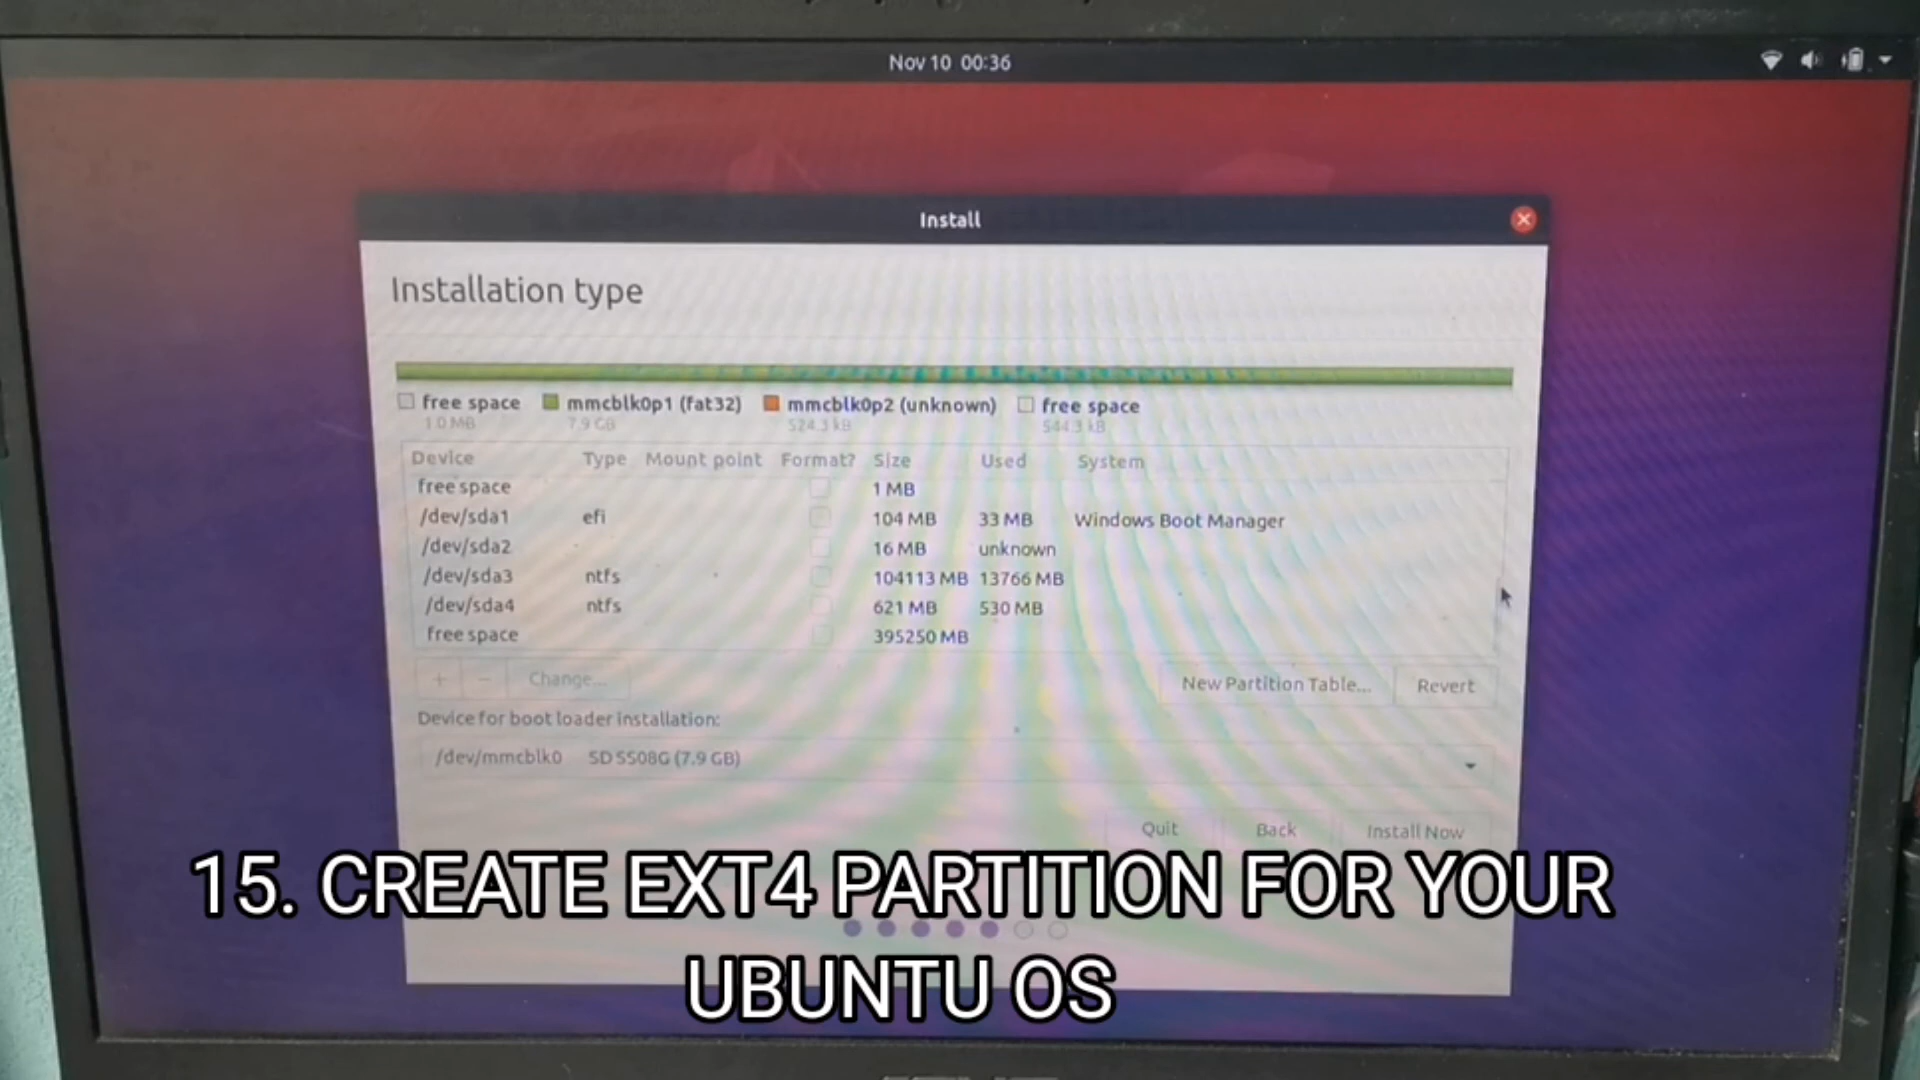 Nov 10 00:36
Install
Installation type
free space mmcblk0p1 (fat32) mmcblk0p2 (unknown) free space
1.0 MB 7.9 GB 524.3 kB 544.3 kB
Device Type Mount point Format? Size Used System
free space 1 MB
/dev/sda1 efi 104 MB 33 MB Windows Boot Manager
/dev/sda2 16 MB unknown
/dev/sda3 ntfs 104113 MB 13766 MB
/dev/sda4 ntfs 621 MB 530 MB
free space 395250 MB
+ - Change... New Partition Table... Revert
Device for boot loader installation:
/dev/mmcblk0 SD SS08G (7.9 GB)
Quit Back Install Now
15. CREATE EXT4 PARTITION FOR YOUR
UBUNTU OS